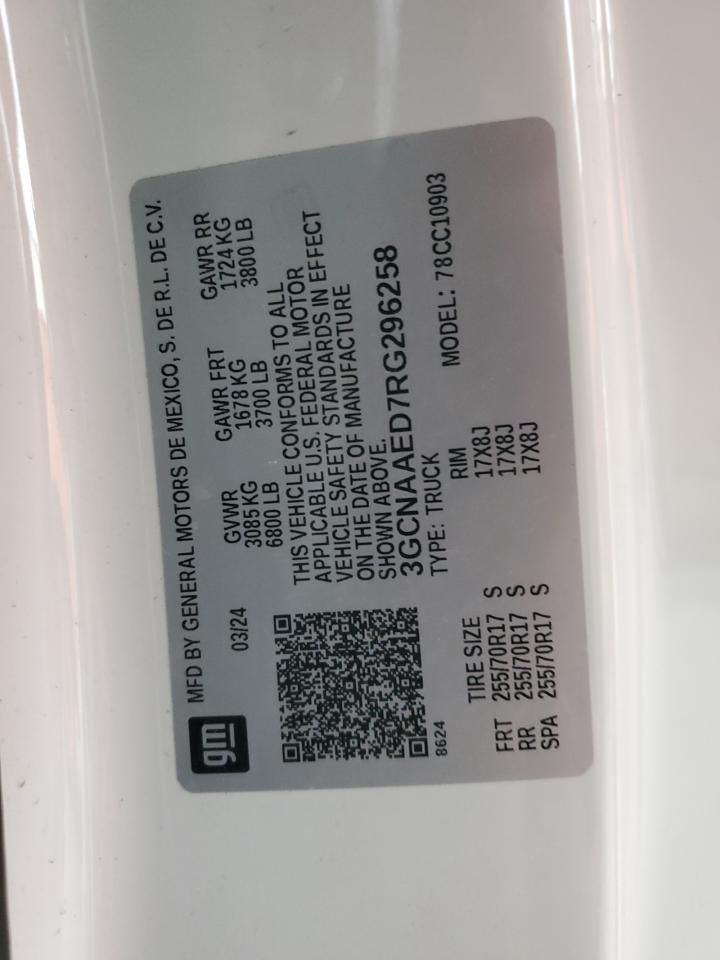 gm
MFD BY GENERAL MOTORS DE MEXICO, S. DE R.L. DE C.V.
03/24 GVWR GAWR FRT GAWR RR
3085 KG 1678 KG 1724 KG
6800 LB 3700 LB 3800 LB
THIS VEHICLE CONFORMS TO ALL
APPLICABLE U.S. FEDERAL MOTOR
VEHICLE SAFETY STANDARDS IN EFFECT
ON THE DATE OF MANUFACTURE
SHOWN ABOVE.
3GCNAAED7RG296258
8624 TYPE: TRUCK MODEL: 78CC10903
TIRE SIZE RIM
FRT 255/70R17 S 17X8J
RR 255/70R17 S 17X8J
SPA 255/70R17 S 17X8J